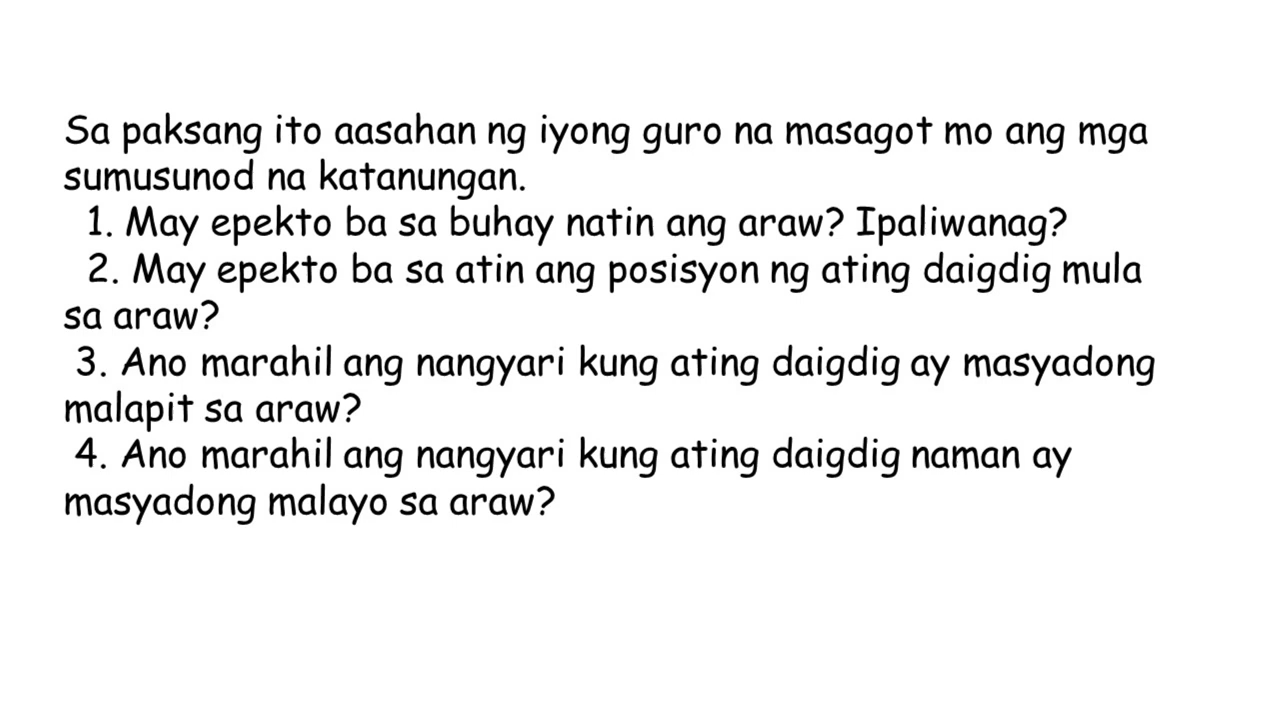 Sa paksang ito aasahan ng iyong guro na masagot mo ang mga
sumusunod na katanungan.
1. May epekto ba sa buhay natin ang araw? Ipaliwanag?
2. May epekto ba sa atin ang posisyon ng ating daigdig mula
sa araw?
3. Ano marahil ang nangyari kung ating daigdig ay masyadong
malapit sa araw?
4. Ano marahil ang nangyari kung ating daigdig naman ay
masyadong malayo sa araw?